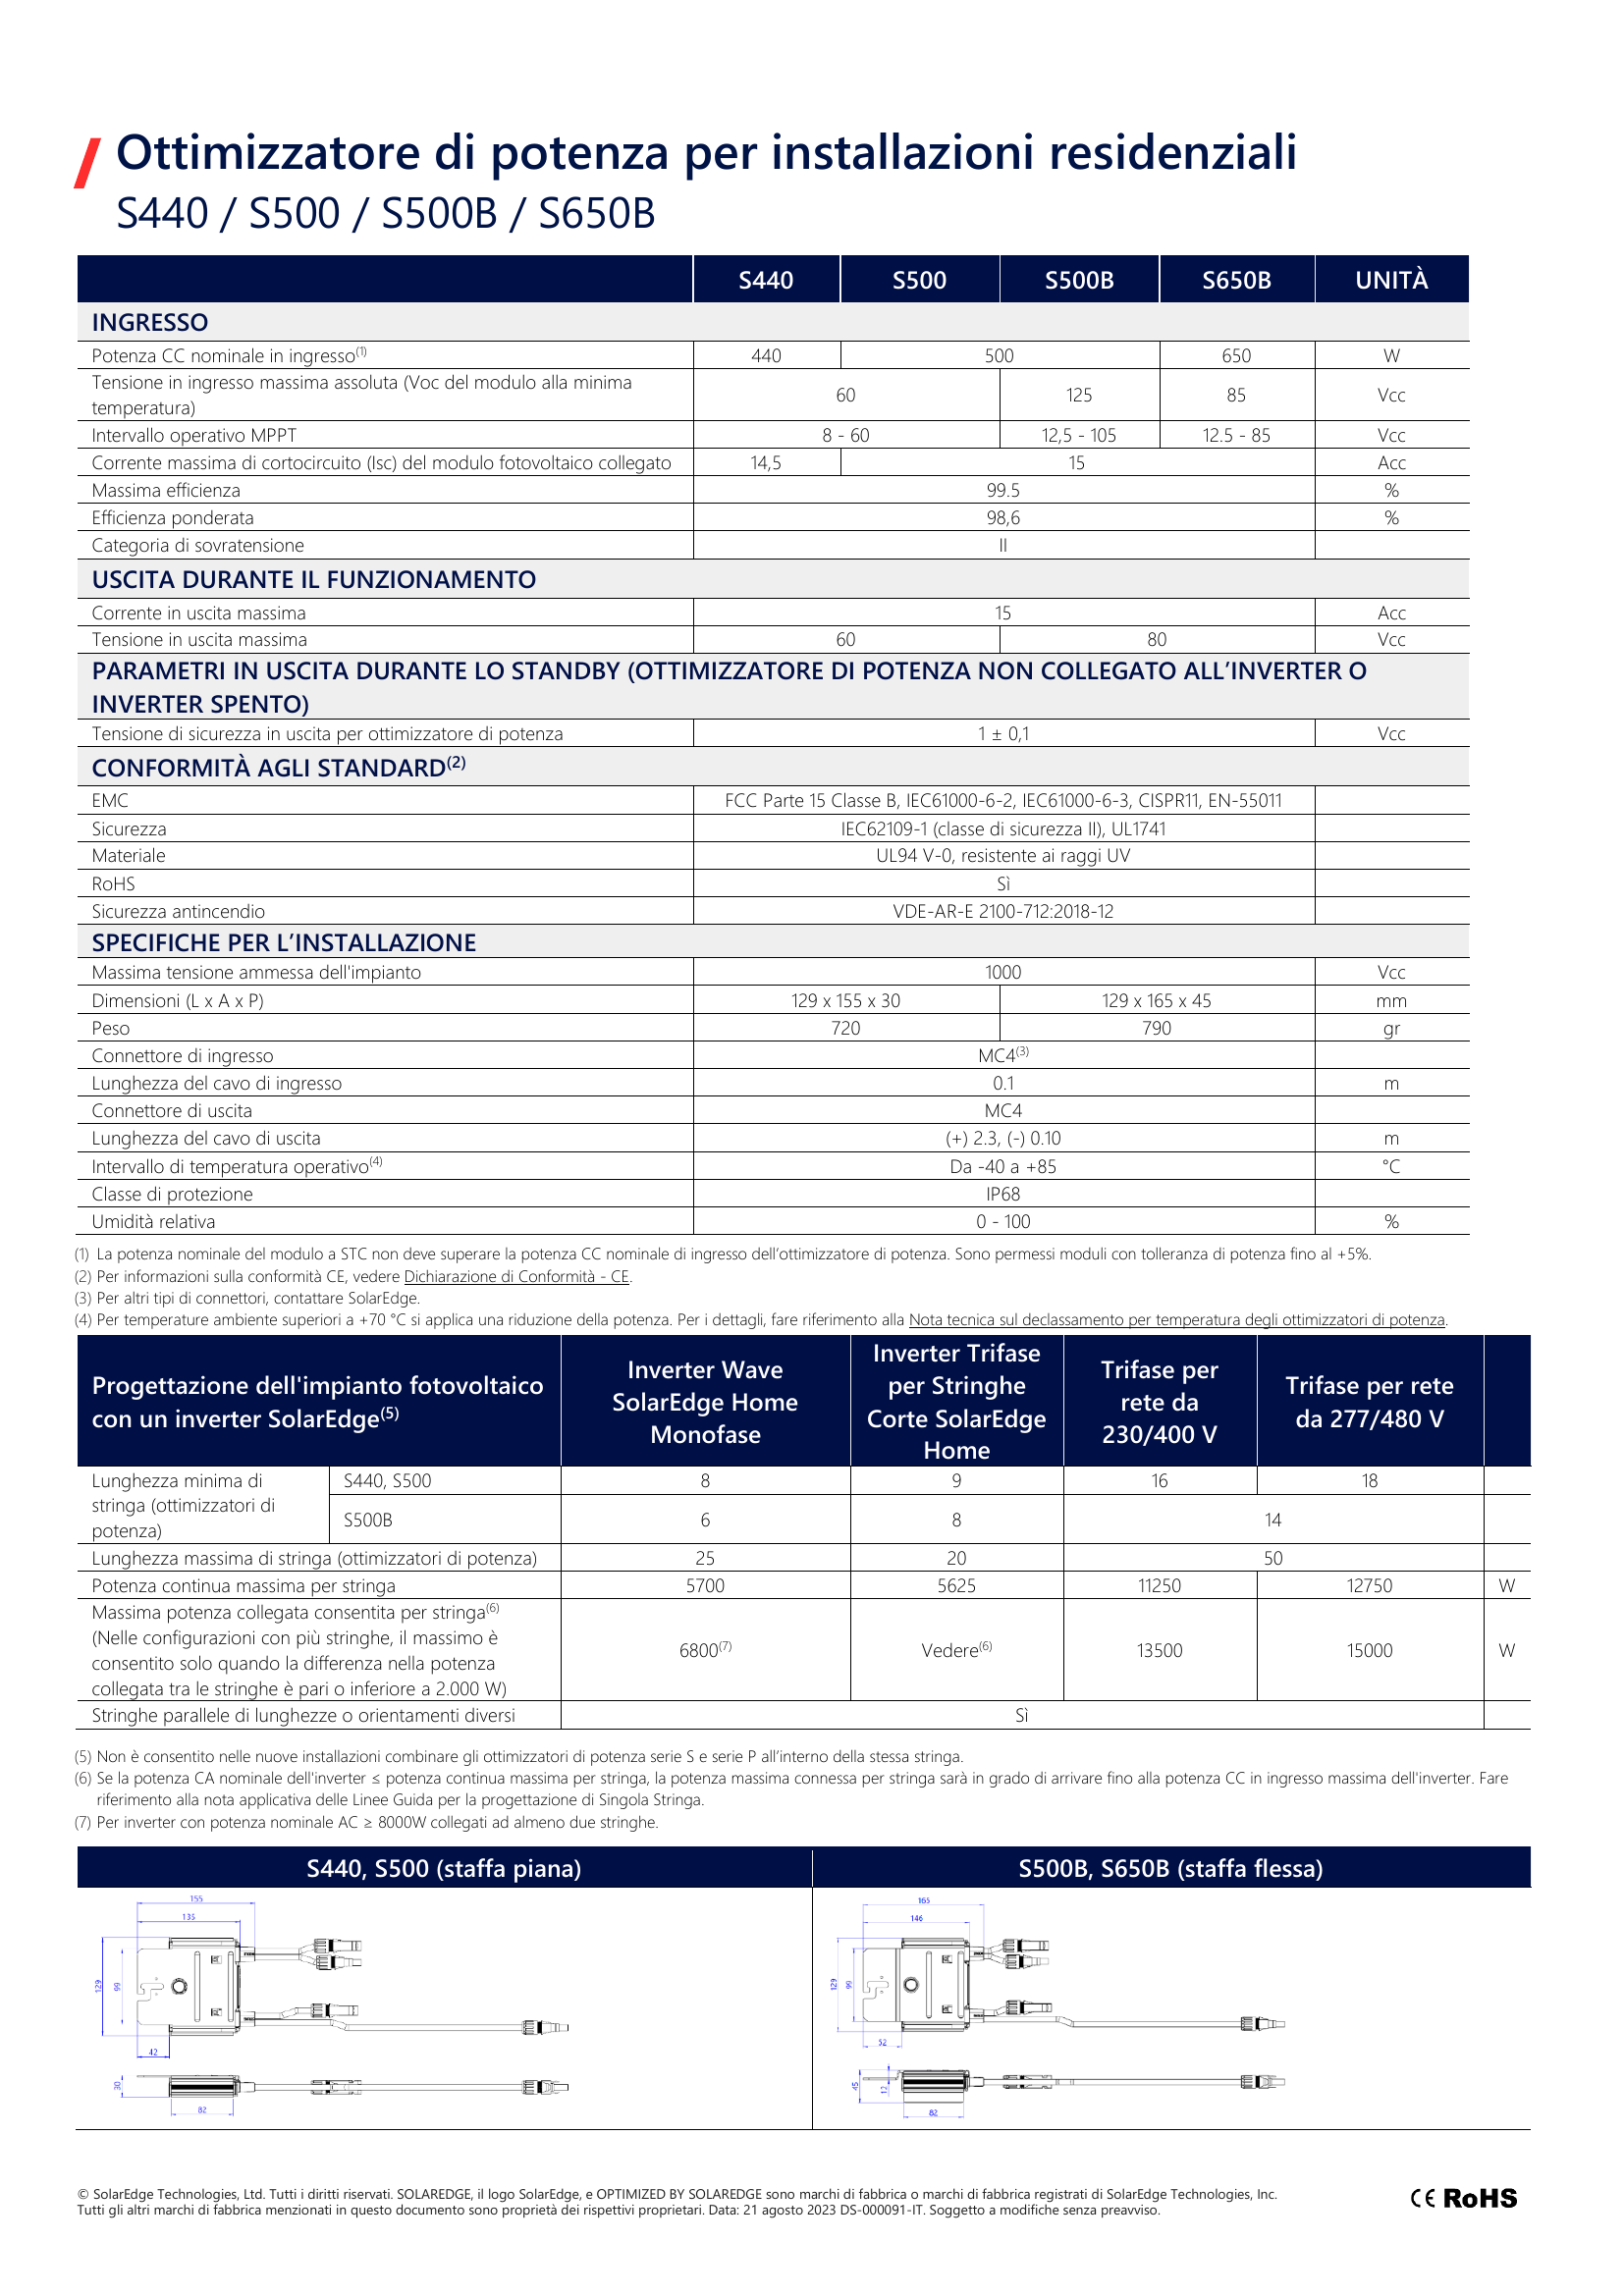 Ottimizzatore di potenza per installazioni residenziali
S440 / S500 / S500B / S650B
S440 S500 S500B S650B UNITÀ
INGRESSO
Potenza CC nominale in ingresso(1) 440 500 650 W
Tensione in ingresso massima assoluta (Voc del modulo alla minima
temperatura) 60 125 85 Vcc
Intervallo operativo MPPT 8 - 60 12,5 - 105 12.5 - 85 Vcc
Corrente massima di cortocircuito (Isc) del modulo fotovoltaico collegato 14,5 15 Acc
Massima efficienza 99.5 %
Efficienza ponderata 98,6 %
Categoria di sovratensione II
USCITA DURANTE IL FUNZIONAMENTO
Corrente in uscita massima 15 Acc
Tensione in uscita massima 60 80 Vcc
PARAMETRI IN USCITA DURANTE LO STANDBY (OTTIMIZZATORE DI POTENZA NON COLLEGATO ALL’INVERTER O
INVERTER SPENTO)
Tensione di sicurezza in uscita per ottimizzatore di potenza 1 ± 0,1 Vcc
CONFORMITÀ AGLI STANDARD(2)
EMC FCC Parte 15 Classe B, IEC61000-6-2, IEC61000-6-3, CISPR11, EN-55011
Sicurezza IEC62109-1 (classe di sicurezza II), UL1741
Materiale UL94 V-0, resistente ai raggi UV
RoHS Sì
Sicurezza antincendio VDE-AR-E 2100-712:2018-12
SPECIFICHE PER L’INSTALLAZIONE
Massima tensione ammessa dell'impianto 1000 Vcc
Dimensioni (L x A x P) 129 x 155 x 30 129 x 165 x 45 mm
Peso 720 790 gr
Connettore di ingresso MC4(3)
Lunghezza del cavo di ingresso 0.1 m
Connettore di uscita MC4
Lunghezza del cavo di uscita (+) 2.3, (-) 0.10 m
Intervallo di temperatura operativo(4) Da -40 a +85 °C
Classe di protezione IP68
Umidità relativa 0 - 100 %
(1) La potenza nominale del modulo a STC non deve superare la potenza CC nominale di ingresso dell’ottimizzatore di potenza. Sono permessi moduli con tolleranza di potenza fino al +5%.
(2) Per informazioni sulla conformità CE, vedere Dichiarazione di Conformità - CE.
(3) Per altri tipi di connettori, contattare SolarEdge.
(4) Per temperature ambiente superiori a +70 °C si applica una riduzione della potenza. Per i dettagli, fare riferimento alla Nota tecnica sul declassamento per temperatura degli ottimizzatori di potenza.
Progettazione dell'impianto fotovoltaico
con un inverter SolarEdge(5)
Inverter Wave
SolarEdge Home
Monofase
Inverter Trifase
per Stringhe
Corte SolarEdge
Home
Trifase per
rete da
230/400 V
Trifase per rete
da 277/480 V
Lunghezza minima di
stringa (ottimizzatori di
potenza)
S440, S500 8 9 16 18
S500B 6 8 14
Lunghezza massima di stringa (ottimizzatori di potenza) 25 20 50
Potenza continua massima per stringa 5700 5625 11250 12750 W
Massima potenza collegata consentita per stringa(6)
(Nelle configurazioni con più stringhe, il massimo è
consentito solo quando la differenza nella potenza
collegata tra le stringhe è pari o inferiore a 2.000 W)
6800(7) Vedere(6) 13500 15000 W
Stringhe parallele di lunghezze o orientamenti diversi Sì
(5) Non è consentito nelle nuove installazioni combinare gli ottimizzatori di potenza serie S e serie P all’interno della stessa stringa.
(6) Se la potenza CA nominale dell'inverter ≤ potenza continua massima per stringa, la potenza massima connessa per stringa sarà in grado di arrivare fino alla potenza CC in ingresso massima dell'inverter. Fare
riferimento alla nota applicativa delle Linee Guida per la progettazione di Singola Stringa.
(7) Per inverter con potenza nominale AC ≥ 8000W collegati ad almeno due stringhe.
S440, S500 (staffa piana) S500B, S650B (staffa flessa)
155
135
129
99
42
30
82
165
146
129
99
52
45
12
82
© SolarEdge Technologies, Ltd. Tutti i diritti riservati. SOLAREDGE, il logo SolarEdge, e OPTIMIZED BY SOLAREDGE sono marchi di fabbrica o marchi di fabbrica registrati di SolarEdge Technologies, Inc.
Tutti gli altri marchi di fabbrica menzionati in questo documento sono proprietà dei rispettivi proprietari. Data: 21 agosto 2023 DS-000091-IT. Soggetto a modifiche senza preavviso.
CE RoHS